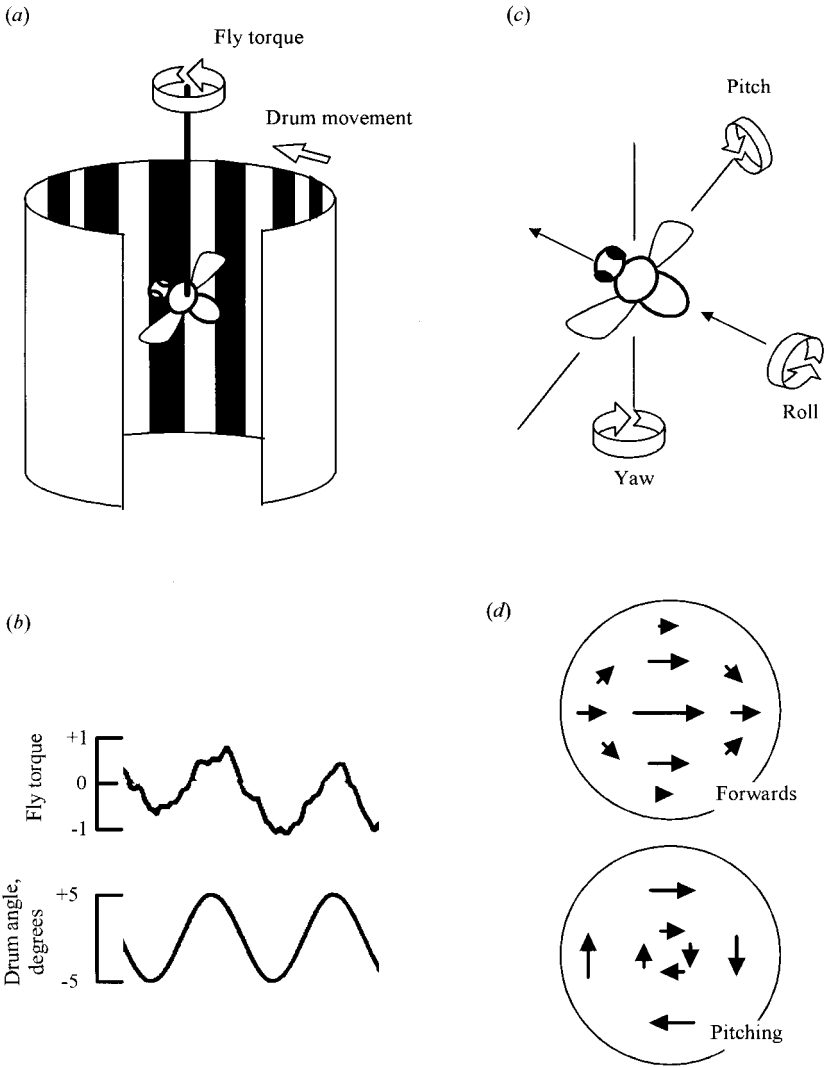 (a)
Fly torque
Drum movement
(c)
Pitch
Roll
Yaw
(b)
Fly torque
+1
0
-1
Drum angle,
degrees
+5
-5
(d)
Forwards
Pitching